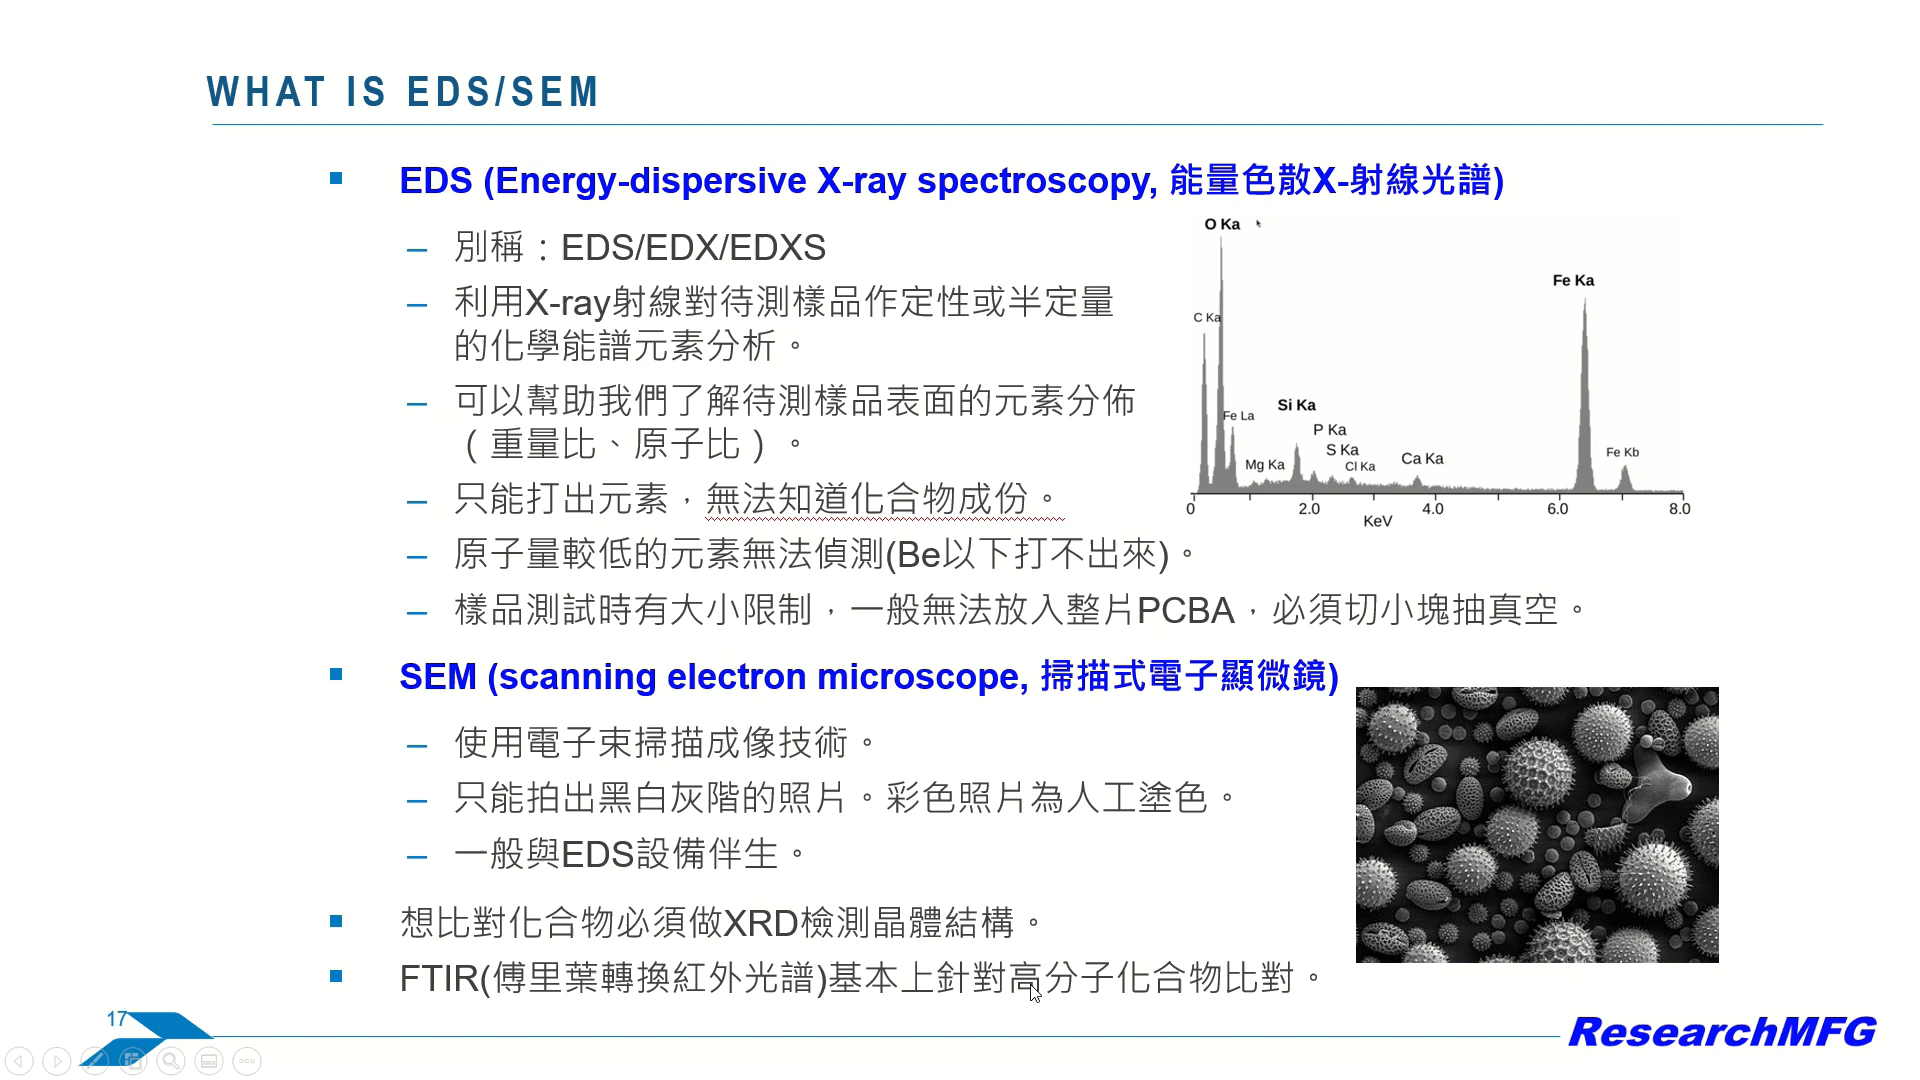 WHAT IS EDS/SEM
EDS (Energy-dispersive X-ray spectroscopy, 能量色散X-射線光譜)
別稱：EDS/EDX/EDXS
利用X-ray射線對待測樣品作定性或半定量
的化學能譜元素分析。
可以幫助我們了解待測樣品表面的元素分佈
（重量比、原子比）。
只能打出元素，無法知道化合物成份。
原子量較低的元素無法偵測(Be以下打不出來)。
樣品測試時有大小限制，一般無法放入整片PCBA，必須切小塊抽真空。
O Ka
Fe Ka
C Ka
Si Ka
Fe La
P Ka
S Ka
Mg Ka
Cl Ka
Ca Ka
Fe Kb
0 2.0 4.0 6.0 8.0
KeV
SEM (scanning electron microscope, 掃描式電子顯微鏡)
使用電子束掃描成像技術。
只能拍出黑白灰階的照片。彩色照片為人工塗色。
一般與EDS設備伴生。
想比對化合物必須做XRD檢測晶體結構。
FTIR(傅里葉轉換紅外光譜)基本上針對高分子化合物比對。
17
ResearchMFG